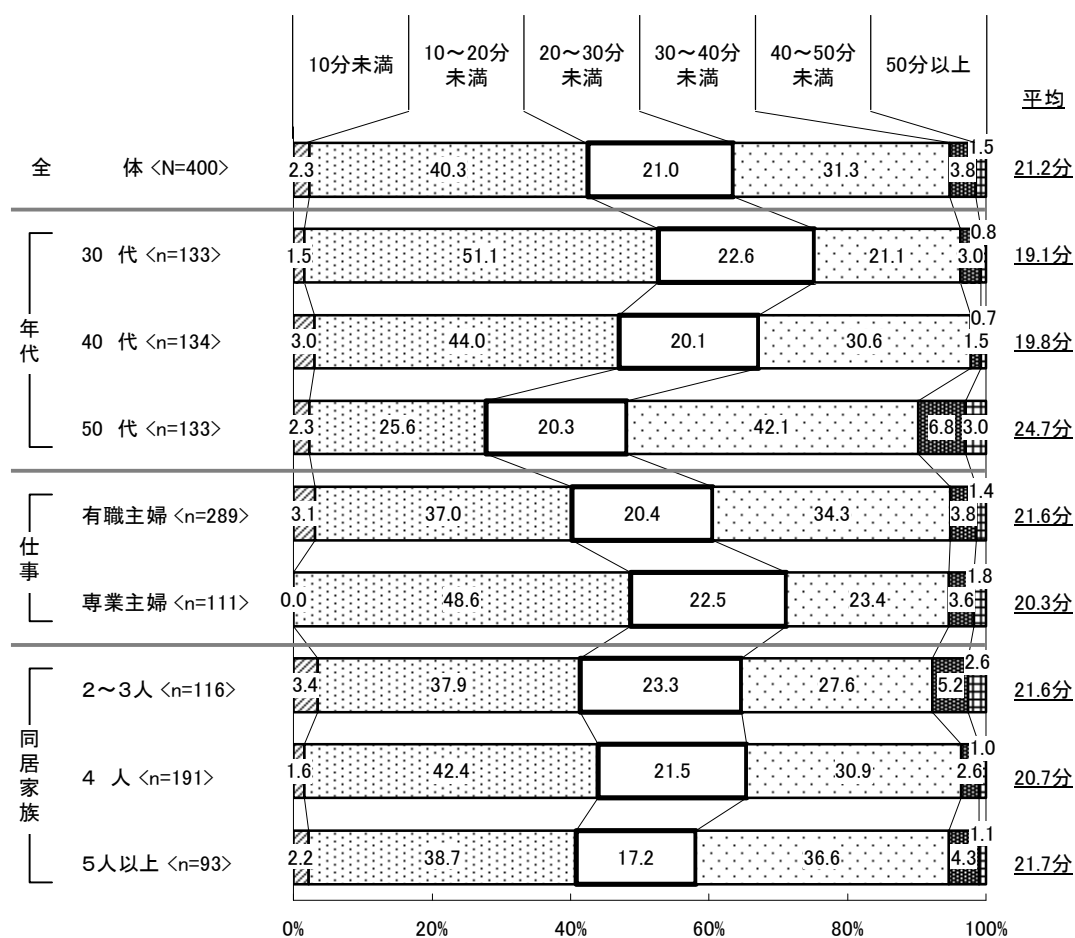 10分未満 10～20分未満 20～30分未満 30～40分未満 40～50分未満 50分以上
平均
全体 <N=400> 2.3 40.3 21.0 31.3 3.8 1.5 21.2分
年代
30 代 <n=133> 1.5 51.1 22.6 21.1 3.0 0.8 19.1分
40 代 <n=134> 3.0 44.0 20.1 30.6 1.5 0.7 19.8分
50 代 <n=133> 2.3 25.6 20.3 42.1 6.8 3.0 24.7分
仕事
有職主婦 <n=289> 3.1 37.0 20.4 34.3 3.8 1.4 21.6分
専業主婦 <n=111> 0.0 48.6 22.5 23.4 3.6 1.8 20.3分
同居家族
２～３人 <n=116> 3.4 37.9 23.3 27.6 5.2 2.6 21.6分
４ 人 <n=191> 1.6 42.4 21.5 30.9 2.6 1.0 20.7分
５人以上 <n=93> 2.2 38.7 17.2 36.6 4.3 1.1 21.7分
0% 20% 40% 60% 80% 100%